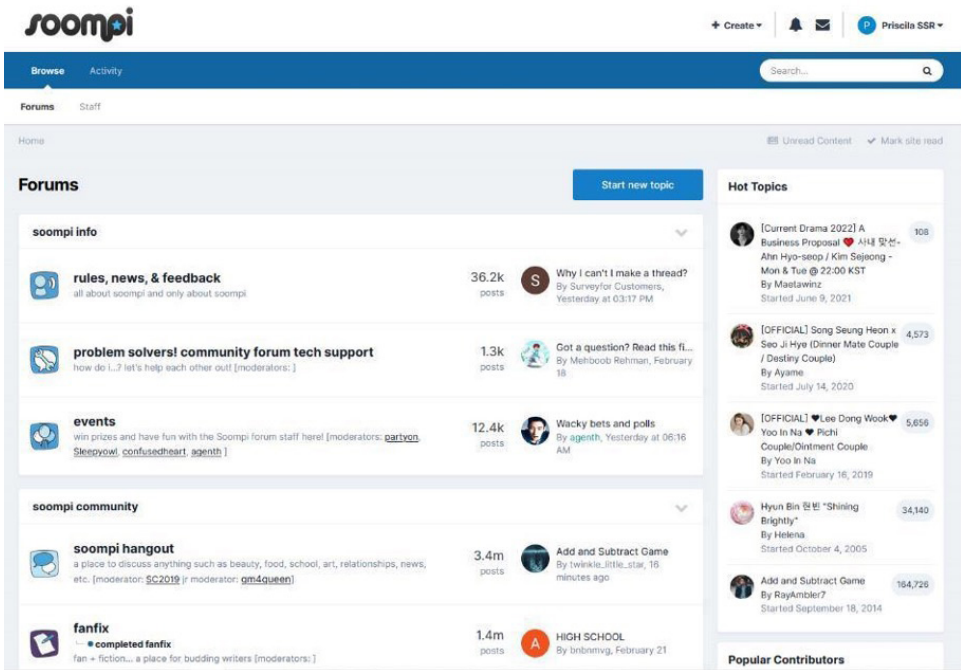 soompi
+ Create
P
Priscila SSR
Browse
Activity
Search...
Forums
Staff
Home
Unread Content
Mark site read
Forums
Start new topic
soompi info
rules, news, & feedback
all about soompi and only about soompi
36.2k
posts
S
Why I can't I make a thread?
By Surveyfor Customers,
Yesterday at 03:17 PM
problem solvers! community forum tech support
how do i...? let's help each other out! [moderators: ]
1.3k
posts
Got a question? Read this fi...
By Mehboob Rehman, February
18
events
win prizes and have fun with the Soompi forum staff here! [moderators: partyon,
Sleepyowl, confusedheart, agenth ]
12.4k
posts
Wacky bets and polls
By agenth, Yesterday at 06:16
AM
soompi community
soompi hangout
a place to discuss anything such as beauty, food, school, art, relationships, news,
etc. [moderator: SC2019 jr moderator: gm4queen]
3.4m
posts
Add and Subtract Game
By twinkle_little_star, 16
minutes ago
fanfix
completed fanfix
fan + fiction... a place for budding writers [moderators: ]
1.4m
posts
A
HIGH SCHOOL
By bnbnmvg, February 21
Hot Topics
[Current Drama 2022] A
Business Proposal ❤️ 사내 맞선-
Ahn Hyo-seop / Kim Sejeong -
Mon & Tue @ 22:00 KST
By Maetawinz
Started June 9, 2021
108
[OFFICIAL] Song Seung Heon x
Seo Ji Hye (Dinner Mate Couple
/ Destiny Couple)
By Ayame
Started July 14, 2020
4,573
[OFFICIAL] ♥Lee Dong Wook♥
Yoo In Na ♥ Pichi
Couple/Ointment Couple
By Yoo In Na
Started February 16, 2019
5,656
Hyun Bin 현빈 "Shining
Brightly"
By Helena
Started October 4, 2005
34,140
Add and Subtract Game
By RayAmbler7
Started September 18, 2014
164,726
Popular Contributors